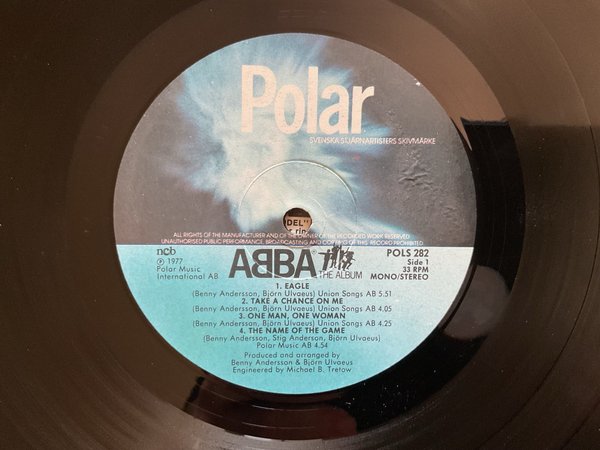 Polar
SVENSKA STJÄRNARTISTERS SKIVMÄRKE
DEL"
ALL RIGHTS OF THE MANUFACTURER AND OF THE OWNER OF THE RECORDED WORK RESERVED
UNAUTHORISED PUBLIC PERFORMANCE, BROADCASTING AND COPYING OF THIS RECORD PROHIBITED.
ncb
℗ 1977
Polar Music
International AB
ABBA
THE ALBUM
POLS 282
Side 1
33 RPM
MONO/STEREO
1. EAGLE
(Benny Andersson, Björn Ulvaeus) Union Songs AB 5.51
2. TAKE A CHANCE ON ME
(Benny Andersson, Björn Ulvaeus) Union Songs AB 4.05
3. ONE MAN, ONE WOMAN
(Benny Andersson, Björn Ulvaeus) Union Songs AB 4.25
4. THE NAME OF THE GAME
(Benny Andersson, Stig Anderson, Björn Ulvaeus)
Polar Music AB 4.54
Produced and arranged by
Benny Andersson & Björn Ulvaeus
Engineered by Michael B. Tretow